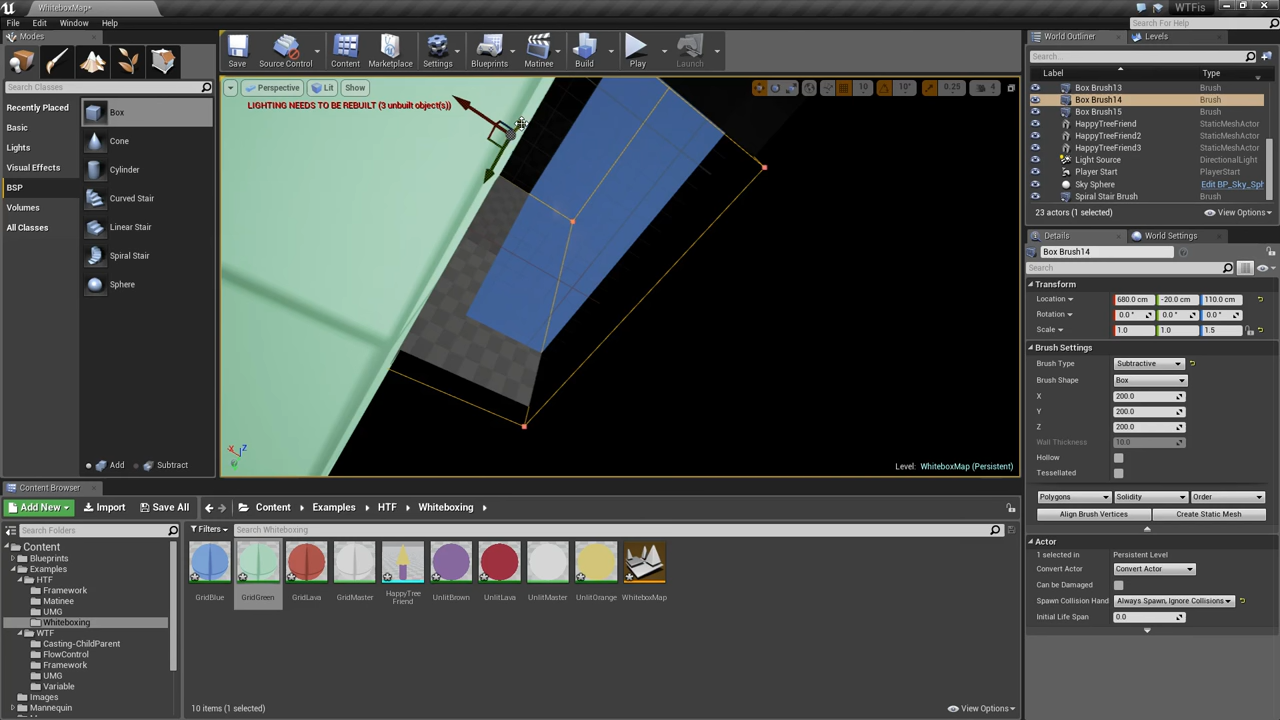 WhiteboxMap*
WTFis
File Edit Window Help
Search For Help
Modes
Search Classes
Recently Placed
Basic
Lights
Visual Effects
BSP
Volumes
All Classes
Box
Cone
Cylinder
Curved Stair
Linear Stair
Spiral Stair
Sphere
Add Subtract
Save Source Control Content Marketplace Settings Blueprints Matinee Build Play Launch
Perspective Lit Show
10 10° 0.25 4
LIGHTING NEEDS TO BE REBUILT (3 unbuilt object(s))
X Z
Level: WhiteboxMap (Persistent)
World Outliner Levels
Search...
Label Type
Box Brush13 Brush
Box Brush14 Brush
Box Brush15 Brush
HappyTreeFriend StaticMeshActor
HappyTreeFriend2 StaticMeshActor
HappyTreeFriend3 StaticMeshActor
Light Source DirectionalLight
Player Start PlayerStart
Sky Sphere Edit BP_Sky_Sph
Spiral Stair Brush Brush
23 actors (1 selected) View Options
Details World Settings
Box Brush14
Search
Transform
Location 680.0 cm -20.0 cm 110.0 cm
Rotation 0.0 ° 0.0 ° 0.0 °
Scale 1.0 1.0 1.5
Brush Settings
Brush Type Subtractive
Brush Shape Box
X 200.0
Y 200.0
Z 200.0
Wall Thickness 10.0
Hollow
Tessellated
Polygons Solidity Order
Align Brush Vertices Create Static Mesh
Actor
1 selected in Persistent Level
Convert Actor Convert Actor
Can be Damaged
Spawn Collision Hand Always Spawn, Ignore Collisions
Initial Life Span 0.0
Content Browser
Add New Import Save All Content Examples HTF Whiteboxing
Search Folders
Filters Search Whiteboxing
Content
Blueprints
Examples
HTF
Framework
Matinee
UMG
Whiteboxing
WTF
Casting-ChildParent
FlowControl
Framework
UMG
Variable
Images
Mannequin
GridBlue GridGreen GridLava GridMaster HappyTree UnlitBrown UnlitLava UnlitMaster UnlitOrange WhiteboxMap
Friend
10 items (1 selected) View Options